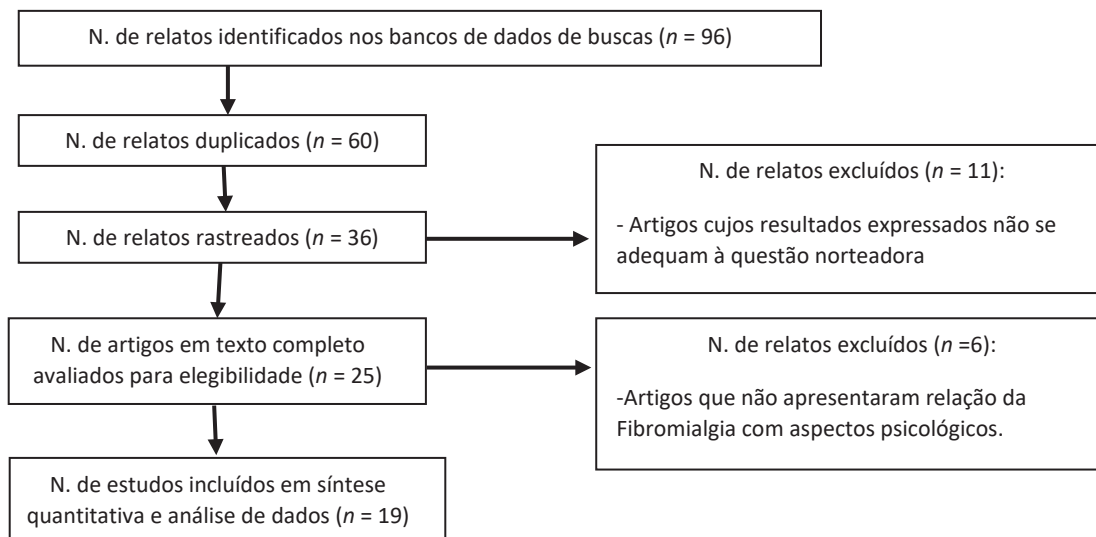 N. de relatos identificados nos bancos de dados de buscas (n = 96)
N. de relatos duplicados (n = 60)
N. de relatos rastreados (n = 36)
N. de relatos excluídos (n = 11):
- Artigos cujos resultados expressados não se
adequam à questão norteadora
N. de artigos em texto completo
avaliados para elegibilidade (n = 25)
N. de relatos excluídos (n =6):
-Artigos que não apresentaram relação da
Fibromialgia com aspectos psicológicos.
N. de estudos incluídos em síntese
quantitativa e análise de dados (n = 19)